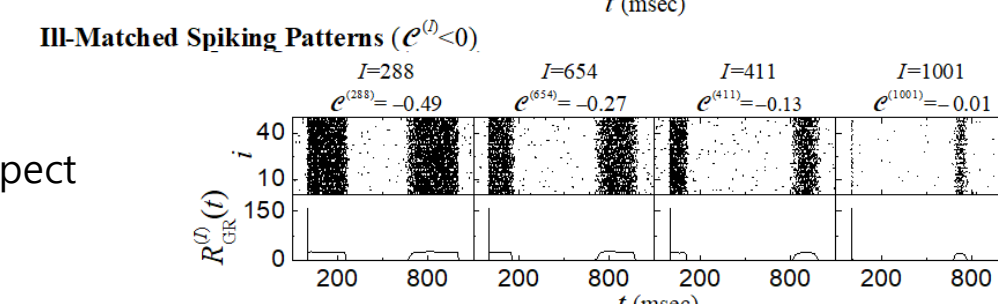 t (msec)
Ill-Matched Spiking Patterns (𝒞(I)<0)
I=288 I=654 I=411 I=1001
𝒞(288)= −0.49 𝒞(654)= −0.27 𝒞(411)=−0.13 𝒞(1001)=− 0.01
pect
i
40
10
R(I)GR(t)
150
0
200 800 200 800 200 800 200 800
t (msec)